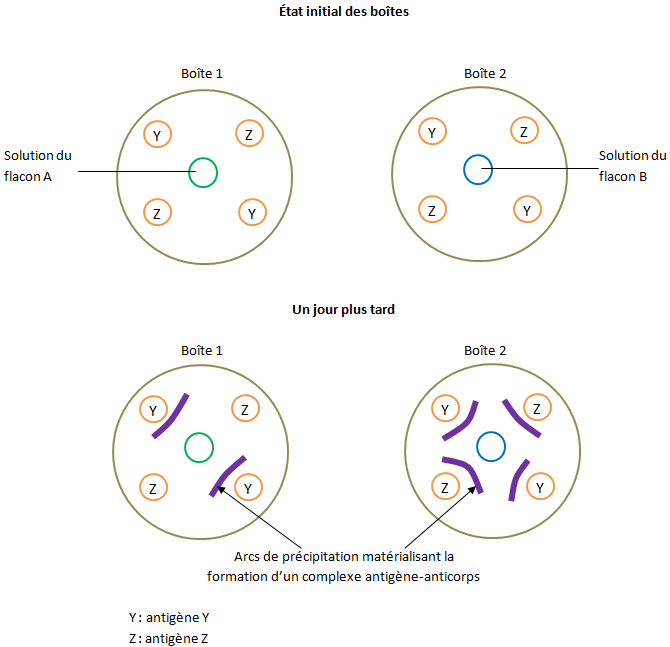 État initial des boîtes
Boîte 1
Boîte 2
Y
Z
Y
Z
Solution du
flacon A
Solution du
flacon B
Z
Y
Z
Y
Un jour plus tard
Boîte 1
Boîte 2
Y
Z
Y
Z
Z
Y
Z
Y
Arcs de précipitation matérialisant la
formation d’un complexe antigène-anticorps
Y : antigène Y
Z : antigène Z